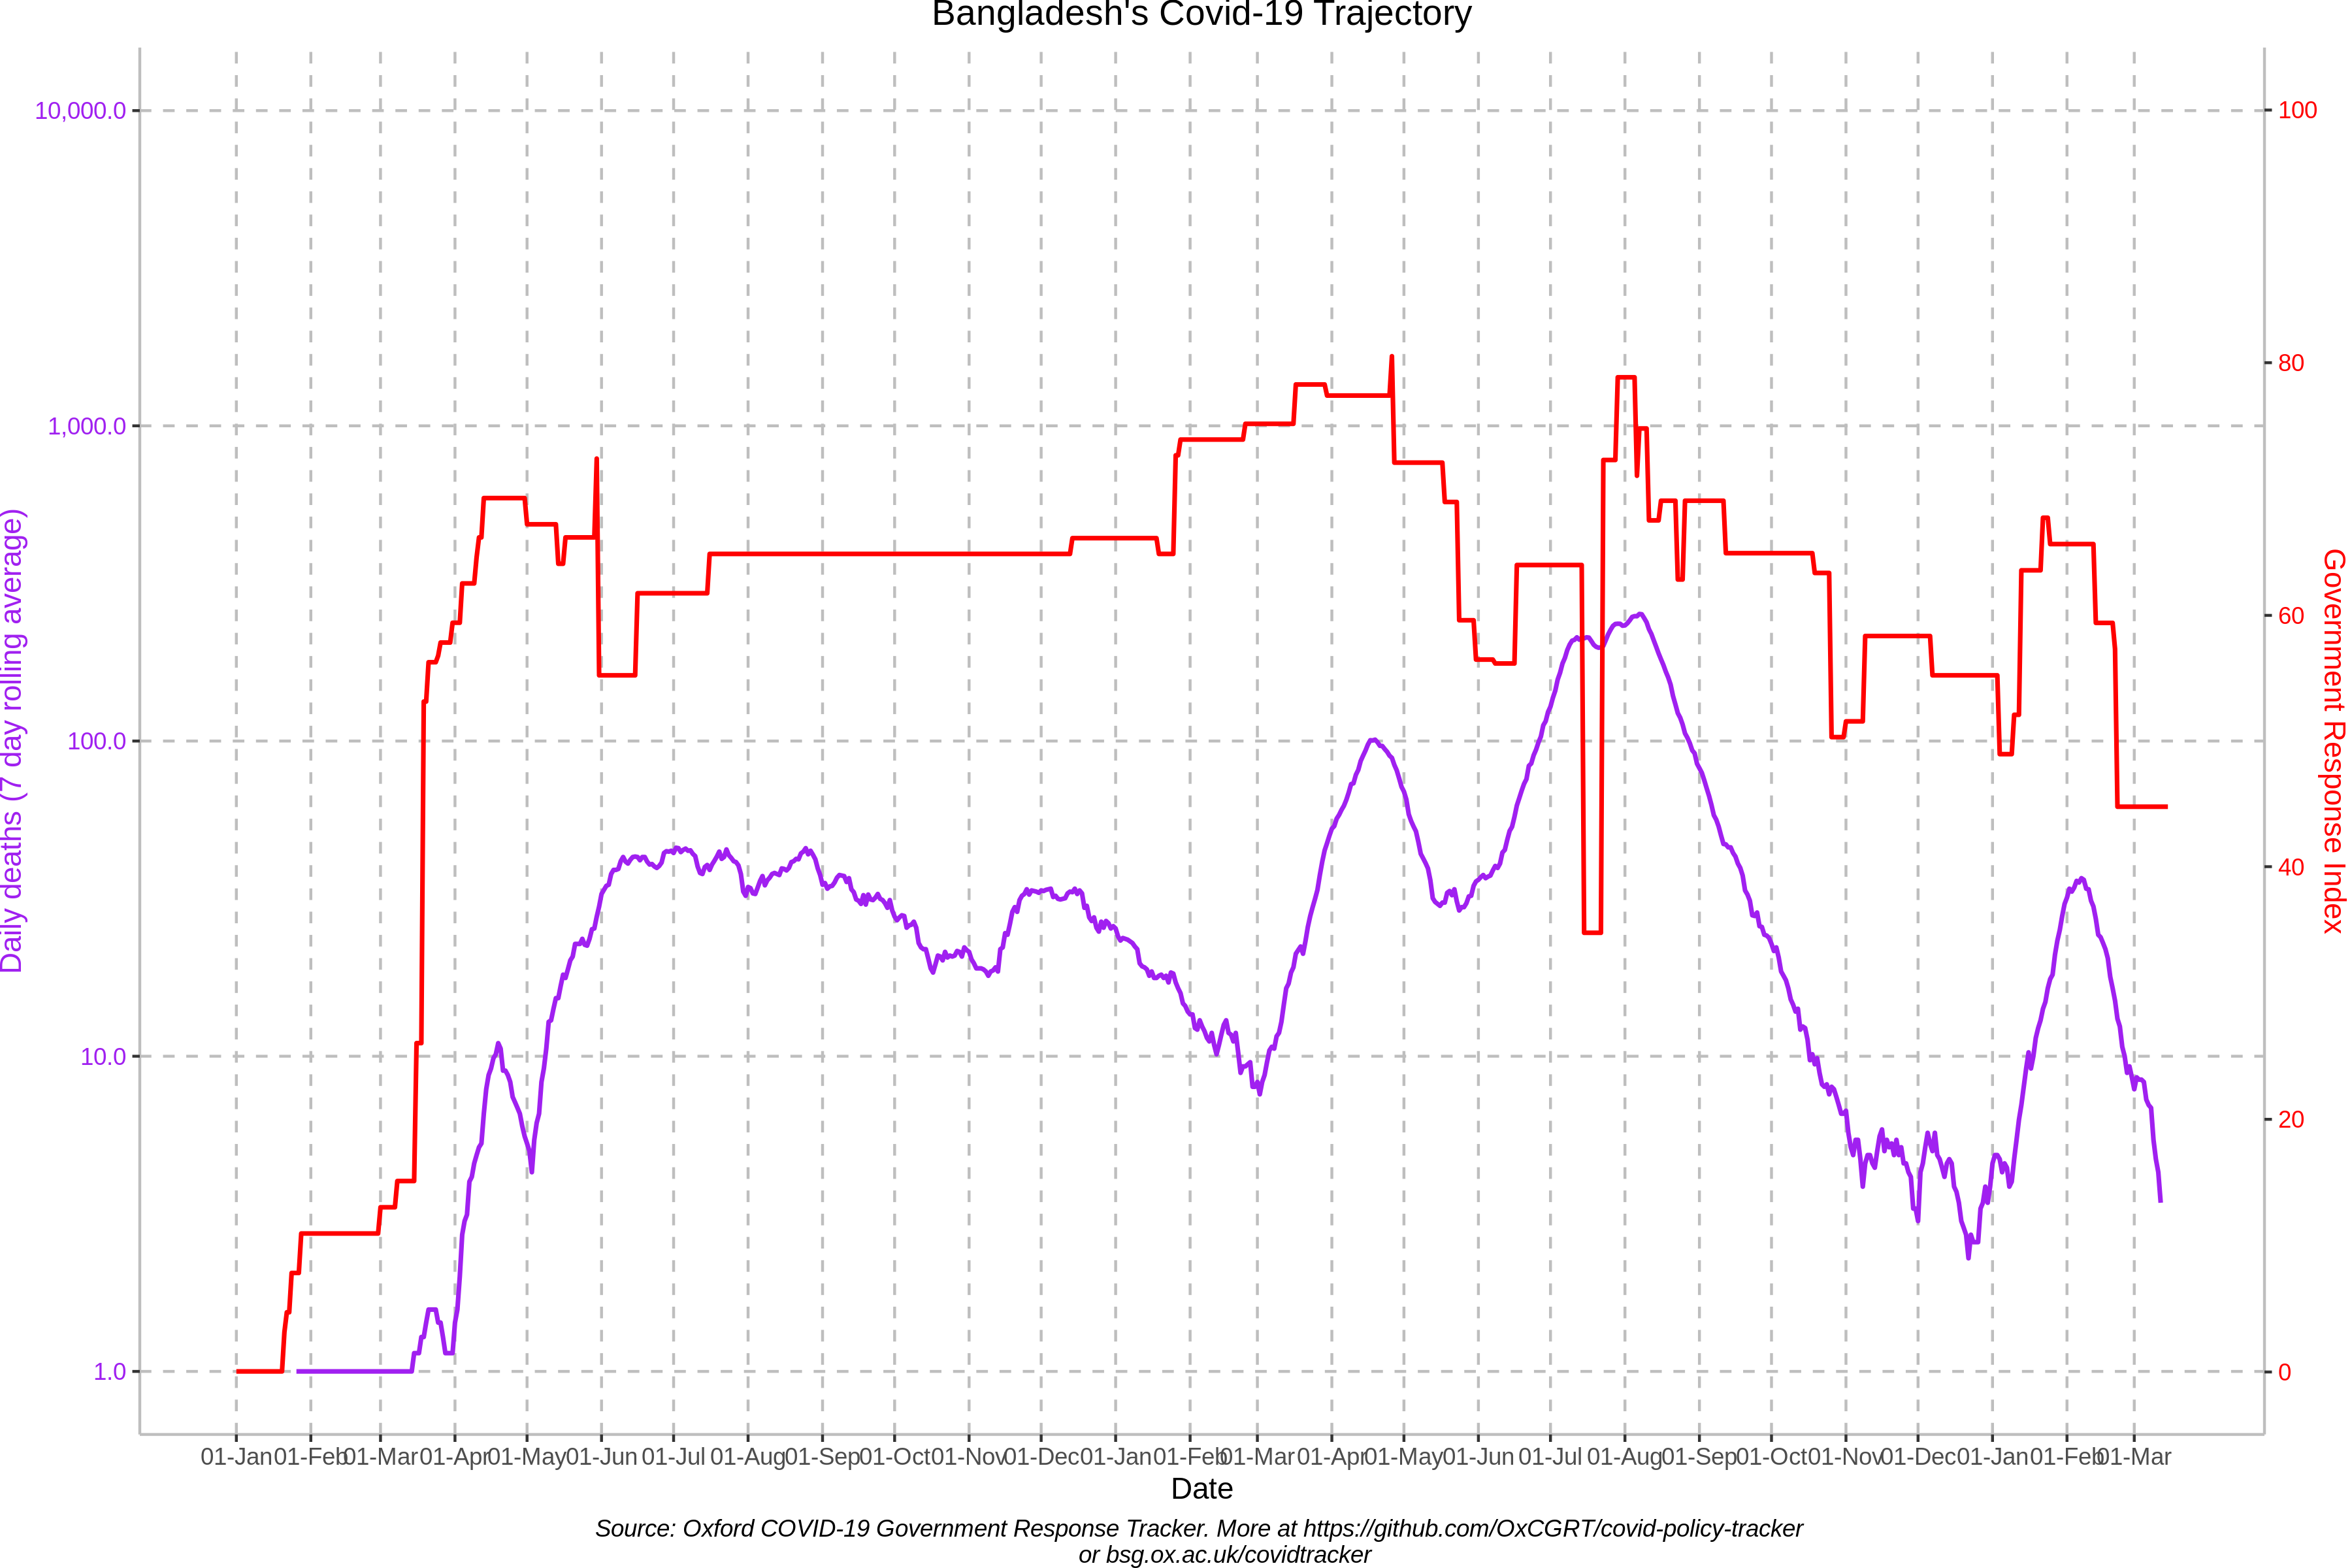 Bangladesh's Covid-19 Trajectory
10,000.0
1,000.0
100.0
10.0
1.0
Daily deaths (7 day rolling average)
100
80
60
40
20
0
Government Response Index
01-Jan 01-Feb 01-Mar 01-Apr 01-May 01-Jun 01-Jul 01-Aug 01-Sep 01-Oct 01-Nov 01-Dec 01-Jan 01-Feb 01-Mar 01-Apr 01-May 01-Jun 01-Jul 01-Aug 01-Sep 01-Oct 01-Nov 01-Dec 01-Jan 01-Feb 01-Mar
Date
Source: Oxford COVID-19 Government Response Tracker. More at https://github.com/OxCGRT/covid-policy-tracker
or bsg.ox.ac.uk/covidtracker